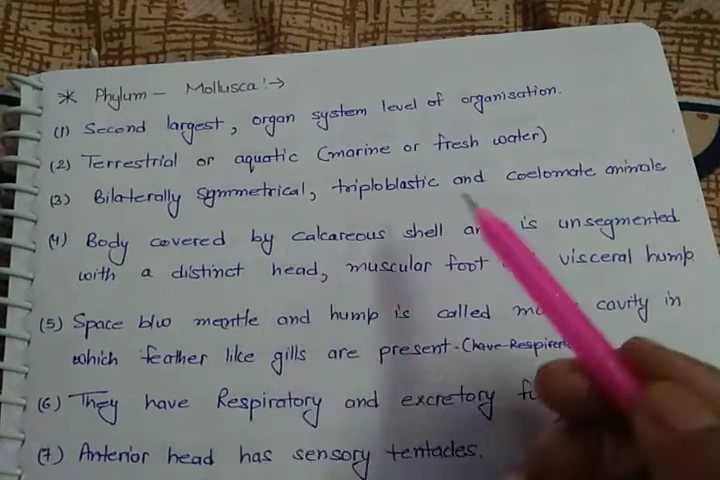 * Phylum - Mollusca :→
(1) Second largest, organ system level of organisation.
(2) Terrestrial or aquatic (marine or fresh water)
(3) Bilaterally symmetrical, triploblastic and coelomate animals
(4) Body covered by calcareous shell an is unsegmented
with a distinct head, muscular foot visceral hump
(5) Space b/w mantle and hump is called cavity in
which feather like gills are present.
(6) They have Respiratory and excretory
(7) Anterior head has sensory tentacles.